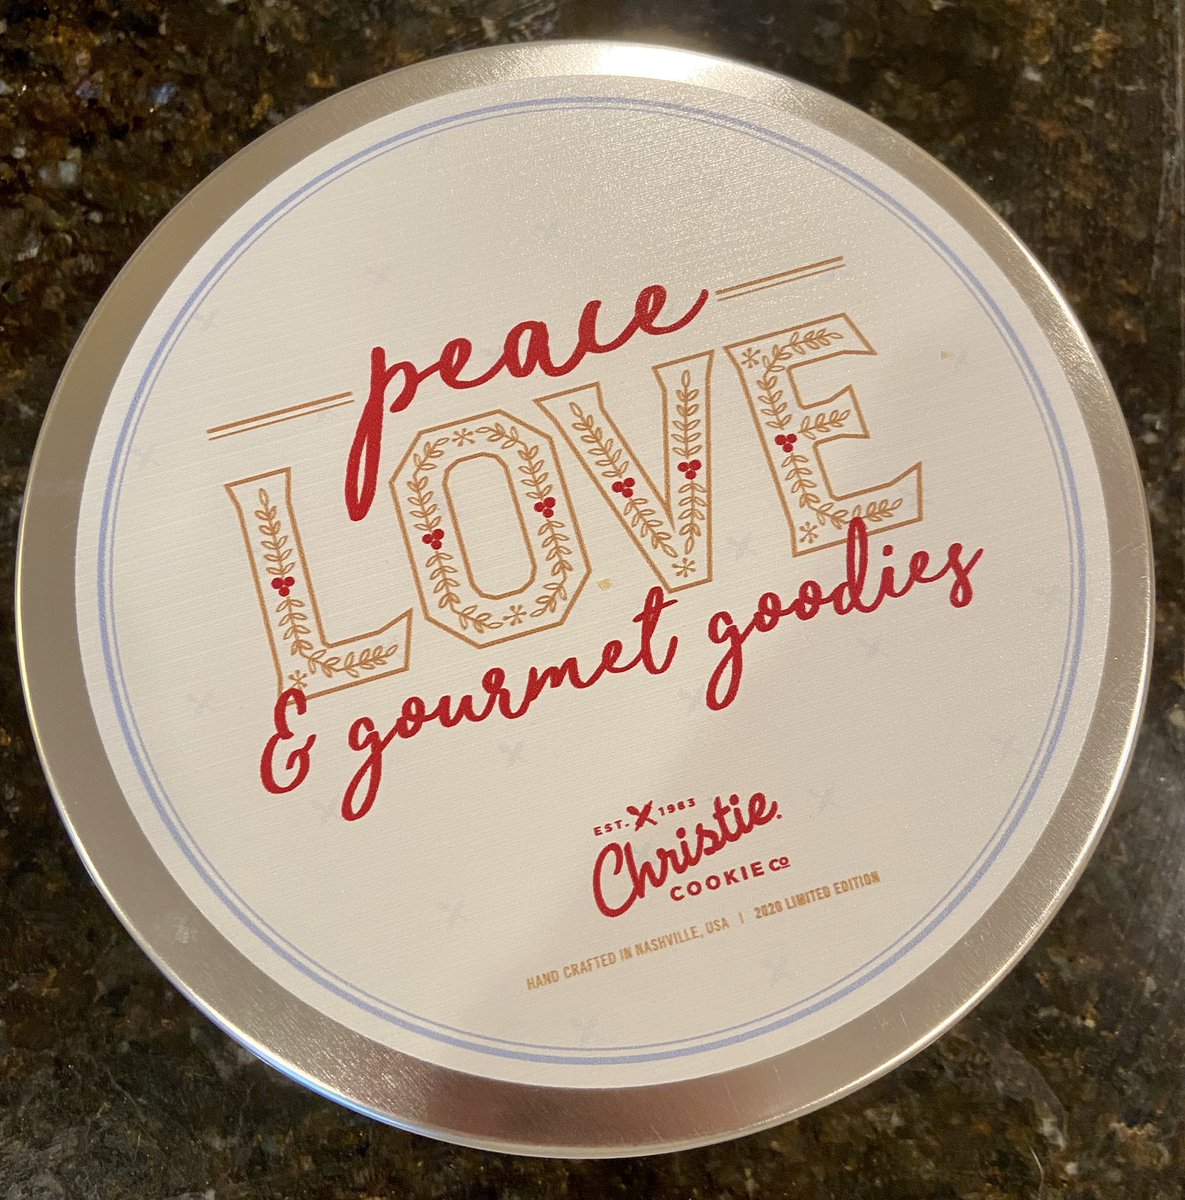 peace
LOVE
& gourmet goodies
EST. 1983
Christie.
COOKIE Co
HAND CRAFTED IN NASHVILLE, USA | 2020 LIMITED EDITION